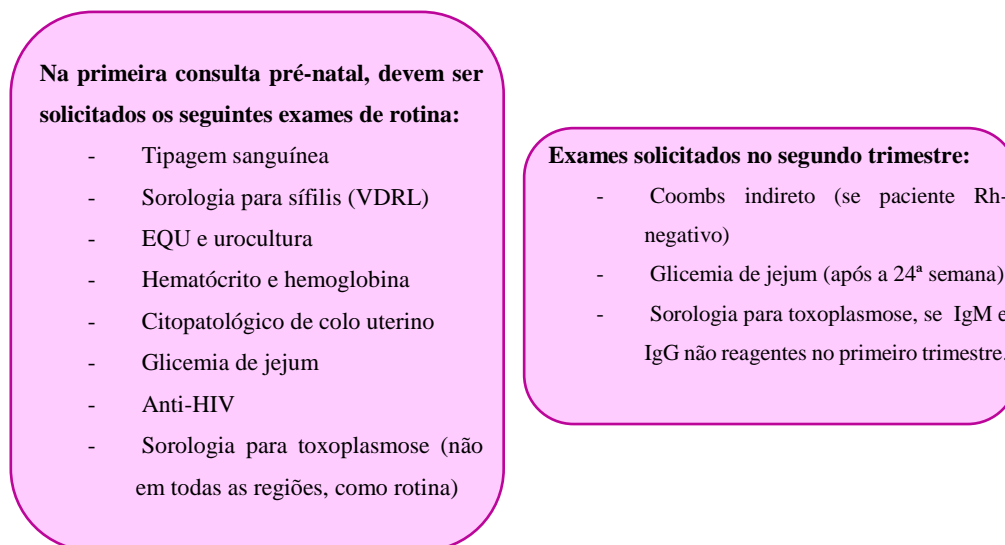 Na primeira consulta pré-natal, devem ser
solicitados os seguintes exames de rotina:
- Tipagem sanguínea
- Sorologia para sífilis (VDRL)
- EQU e urocultura
- Hematócrito e hemoglobina
- Citopatológico de colo uterino
- Glicemia de jejum
- Anti-HIV
- Sorologia para toxoplasmose (não
em todas as regiões, como rotina)
Exames solicitados no segundo trimestre:
- Coombs indireto (se paciente Rh-
negativo)
- Glicemia de jejum (após a 24ª semana)
- Sorologia para toxoplasmose, se IgM e
IgG não reagentes no primeiro trimestre.